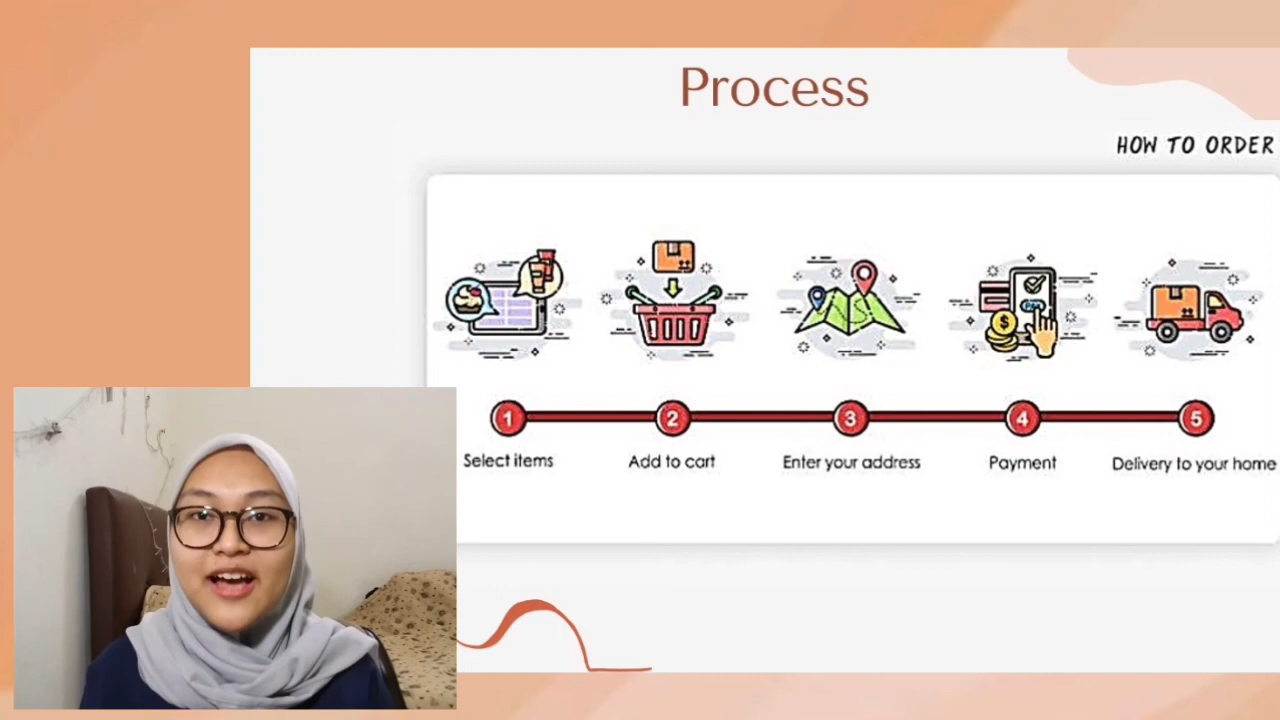 Process
HOW TO ORDER
1
2
3
4
5
Select items
Add to cart
Enter your address
Payment
Delivery to your home